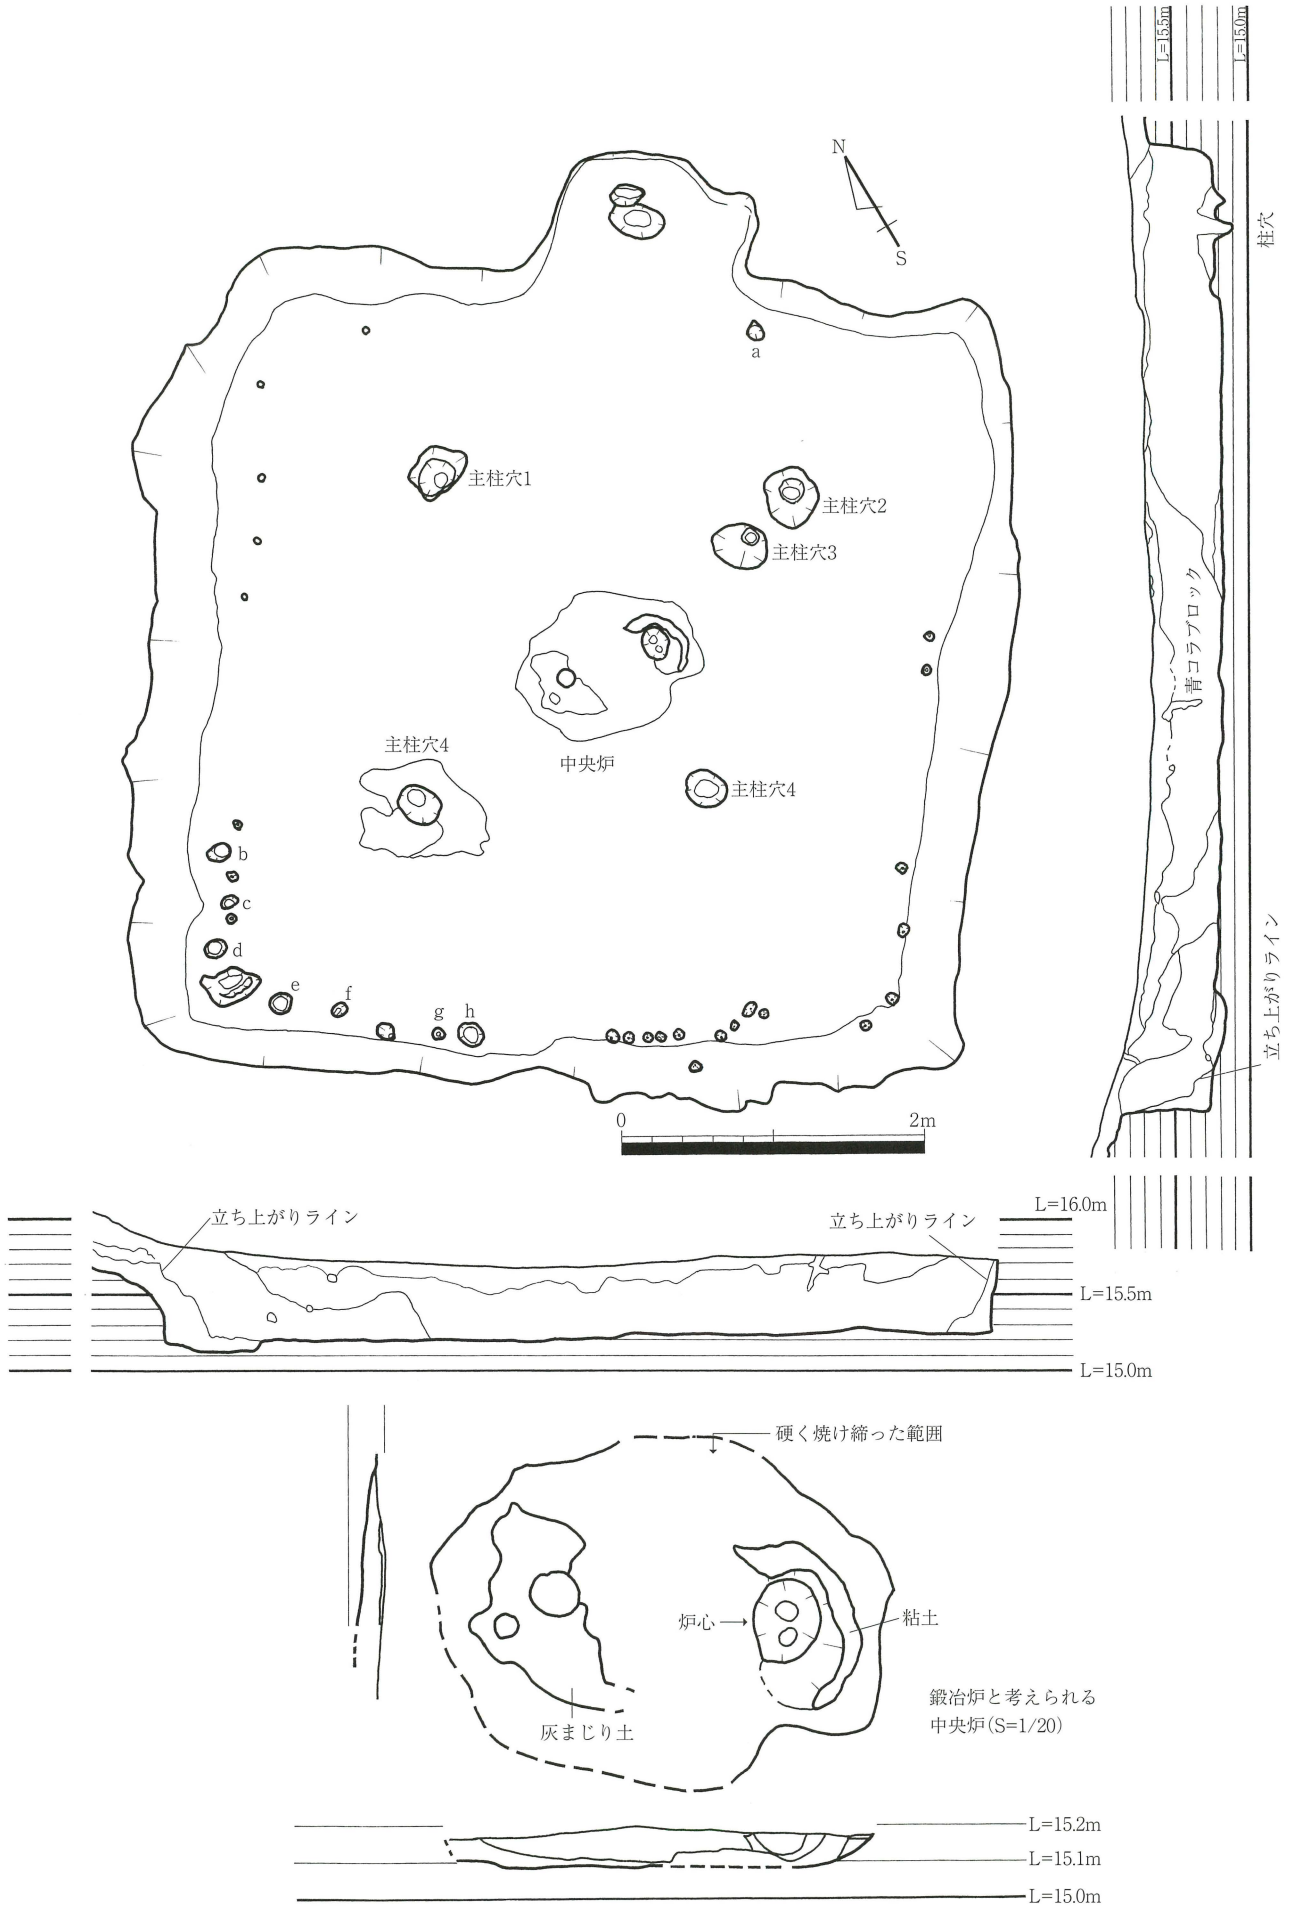 L=15.5m
L=15.0m
N
S
柱穴
a
主柱穴1
主柱穴2
主柱穴3
青コラブロック
中央炉
主柱穴4
主柱穴4
b
c
d
e
f
g
h
立ち上がりライン
0
2m
L=16.0m
立ち上がりライン
立ち上がりライン
L=15.5m
L=15.0m
硬く焼け締った範囲
炉心
粘土
灰まじり土
鍛冶炉と考えられる
中央炉(S=1/20)
L=15.2m
L=15.1m
L=15.0m